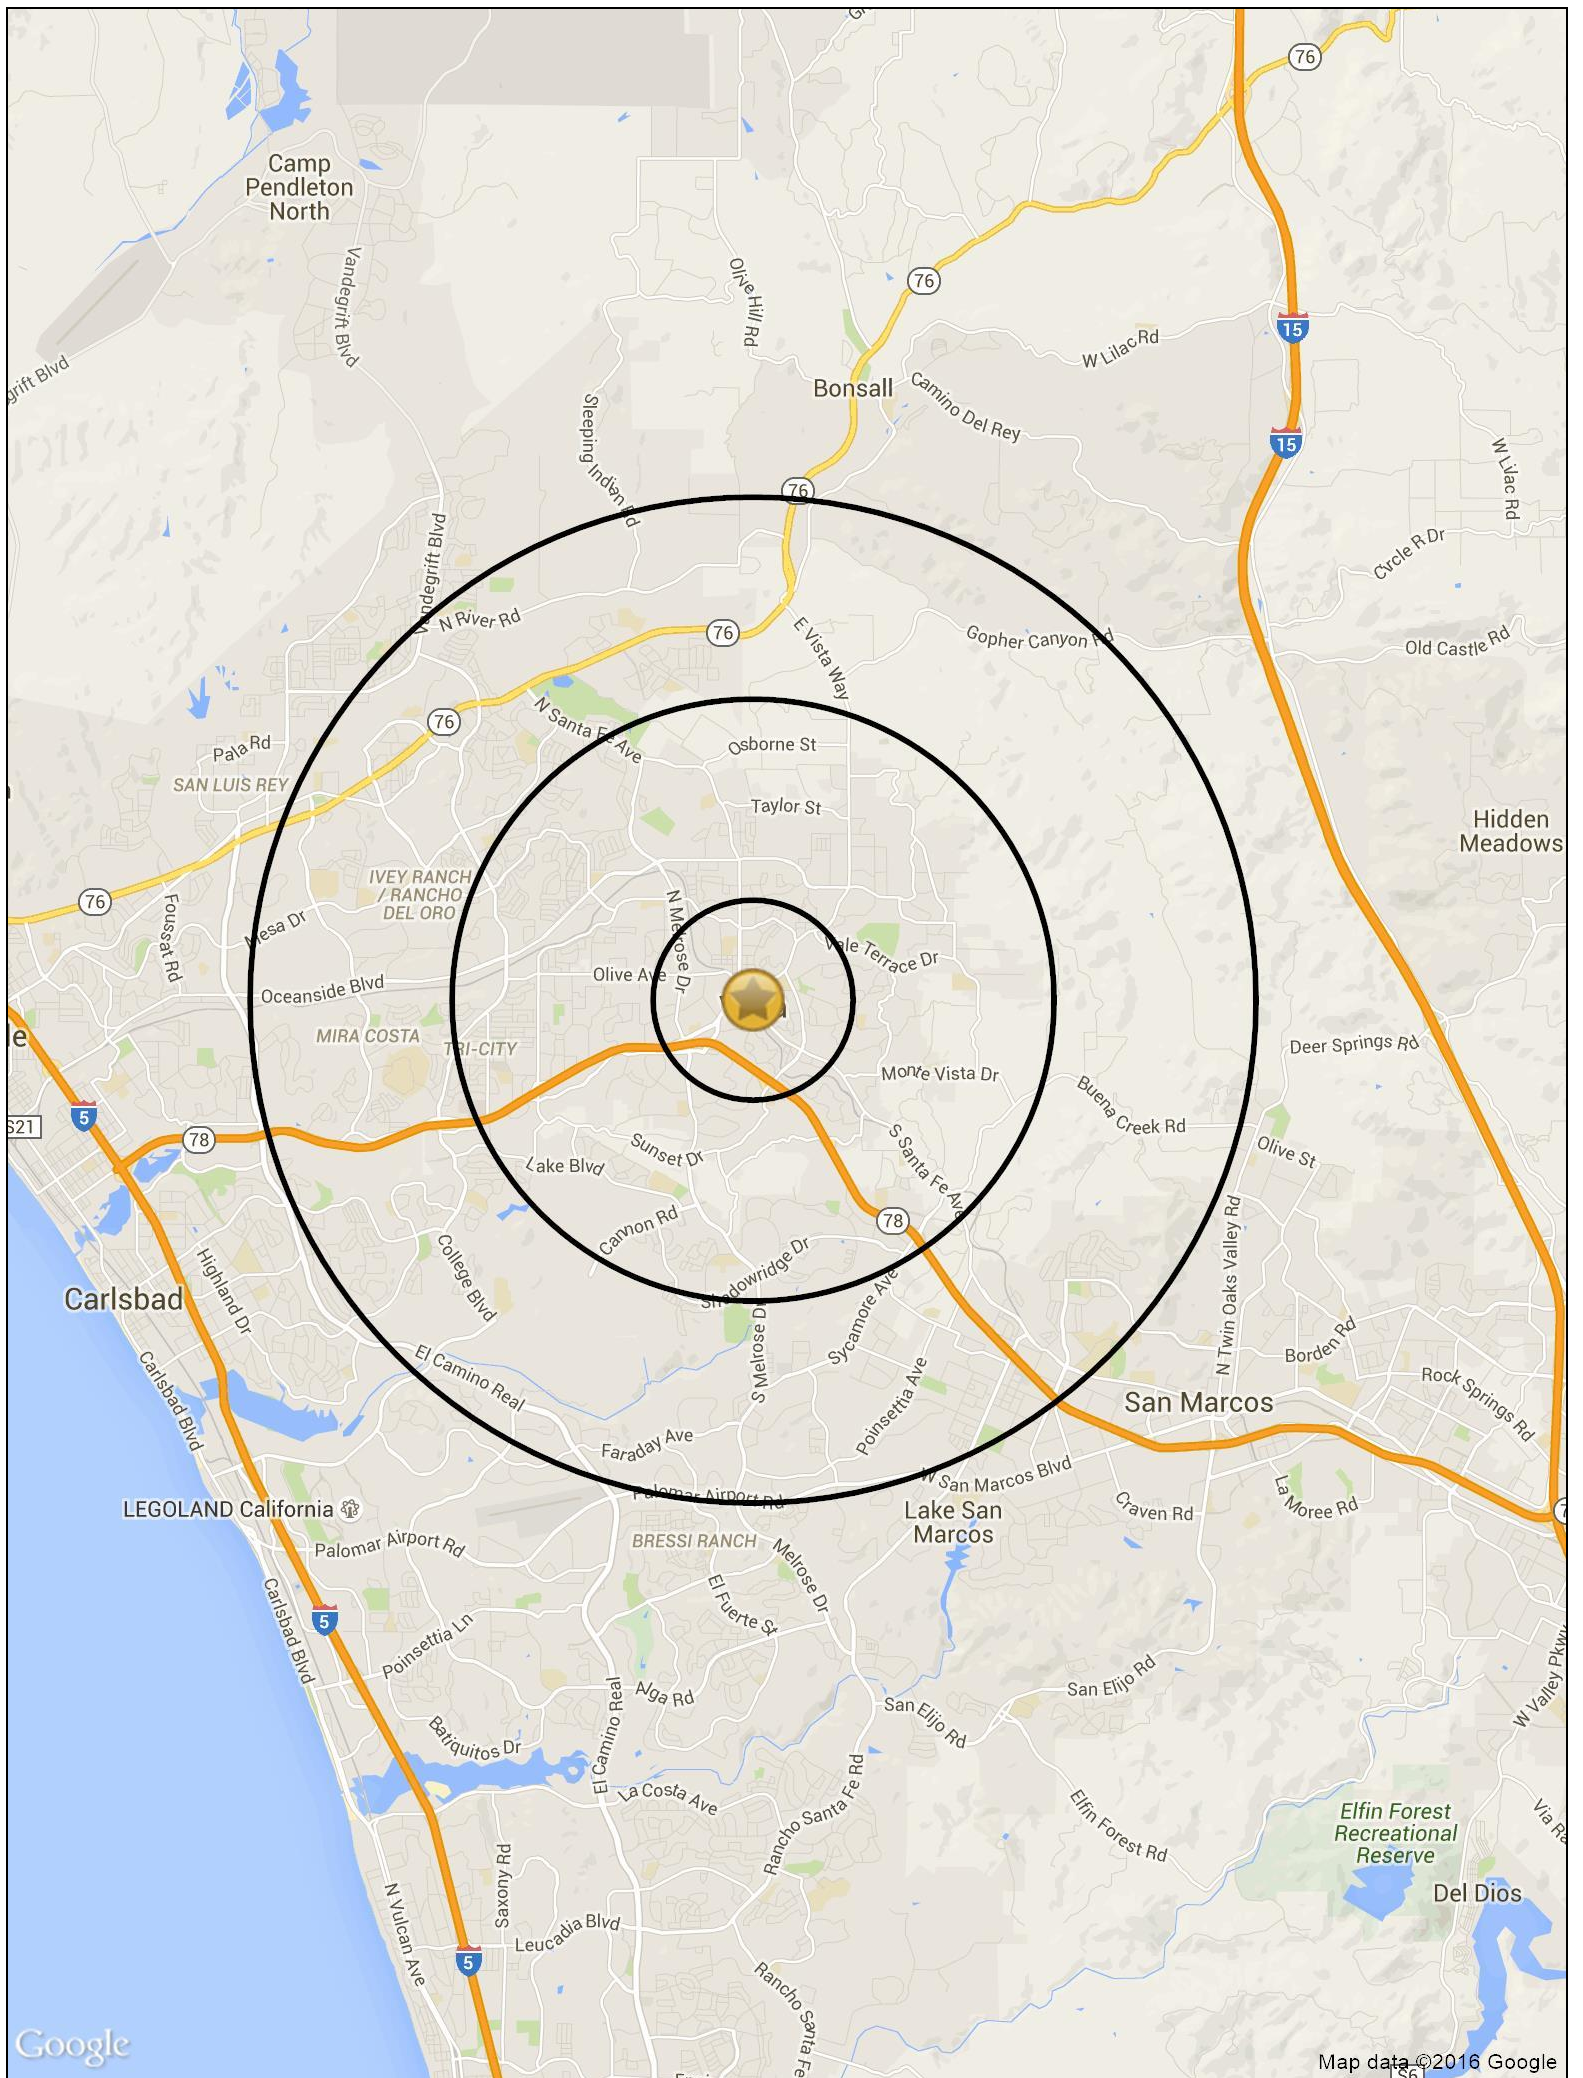 76
Camp
Pendleton
North
Vandegrift Blvd
Olive Hill Rd
76
15
W Lilac Rd
Bonsall
Camino Del Rey
Sleeping Indian Rd
15
W Lilac Rd
76
Vandegrift Blvd
Circle R Dr
N River Rd
76
E Vista Way
Gopher Canyon Rd
Old Castle Rd
76
N Santa Fe Ave
Osborne St
Pala Rd
SAN LUIS REY
Taylor St
Hidden
Meadows
IVEY RANCH
/ RANCHO
DEL ORO
76
N Melrose Dr
Foussat Rd
Mesa Dr
Vale Terrace Dr
Olive Ave
Oceanside Blvd
MIRA COSTA
TRI-CITY
Deer Springs Rd
Monte Vista Dr
Buena Creek Rd
5
S21
78
Sunset Dr
S Santa Fe Ave
Olive St
Lake Blvd
78
Cannon Rd
N Twin Oaks Valley Rd
Highland Dr
College Blvd
Shadowridge Dr
Carlsbad
Sycamore Ave
S Melrose Dr
Borden Rd
El Camino Real
Carlsbad Blvd
Poinsettia Ave
Rock Springs Rd
San Marcos
Faraday Ave
W San Marcos Blvd
Palomar Airport Rd
LEGOLAND California
Lake San
Marcos
Craven Rd
La Moree Rd
Palomar Airport Rd
BRESSI RANCH
Melrose Dr
El Fuerte St
Carlsbad Blvd
5
Poinsettia Ln
Alga Rd
San Elijo Rd
San Elijo Rd
W Valley Pkwy
Batiquitos Dr
El Camino Real
La Costa Ave
Rancho Santa Fe Rd
Elfin Forest Rd
Elfin Forest
Recreational
Reserve
Saxony Rd
N Vulcan Ave
Del Dios
Leucadia Blvd
5
Rancho Santa Fe
Google
Map data ©2016 Google
S6